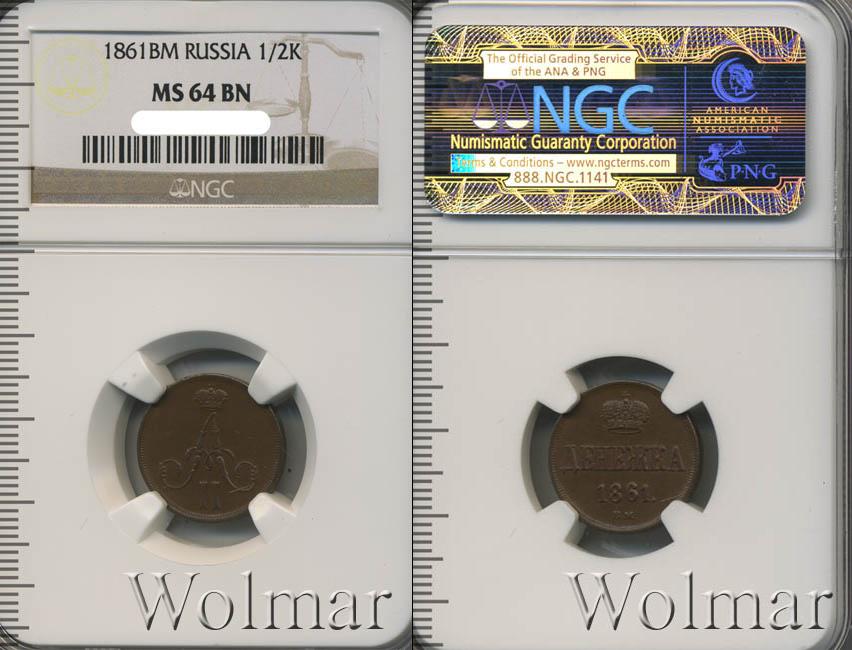 1861BM RUSSIA 1/2K
MS 64 BN
NGC
The Official Grading Service
of the ANA & PNG
NGC
Numismatic Guaranty Corporation
Terms & Conditions – www.ngcterms.com
888.NGC.1141
AMERICAN
NUMISMATIC
ASSOCIATION
PNG
А
II
ДЕНЕЖКА
1861.
В.М.
Wolmar
Wolmar